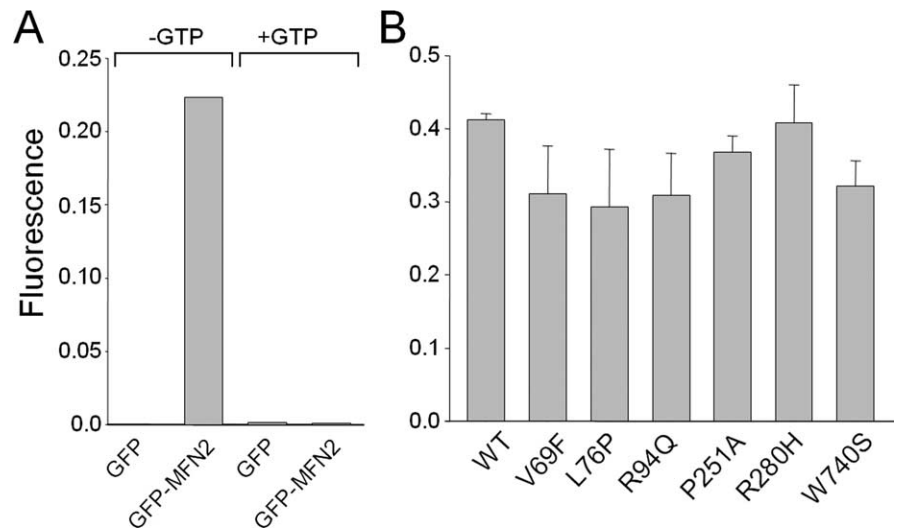 A
-GTP
+GTP
Fluorescence
0.25
0.20
0.15
0.10
0.05
0.0
GFP
GFP-MFN2
GFP
GFP-MFN2
B
0.5
0.4
0.3
0.2
0.1
0.0
WT
V69F
L76P
R94Q
P251A
R280H
W740S